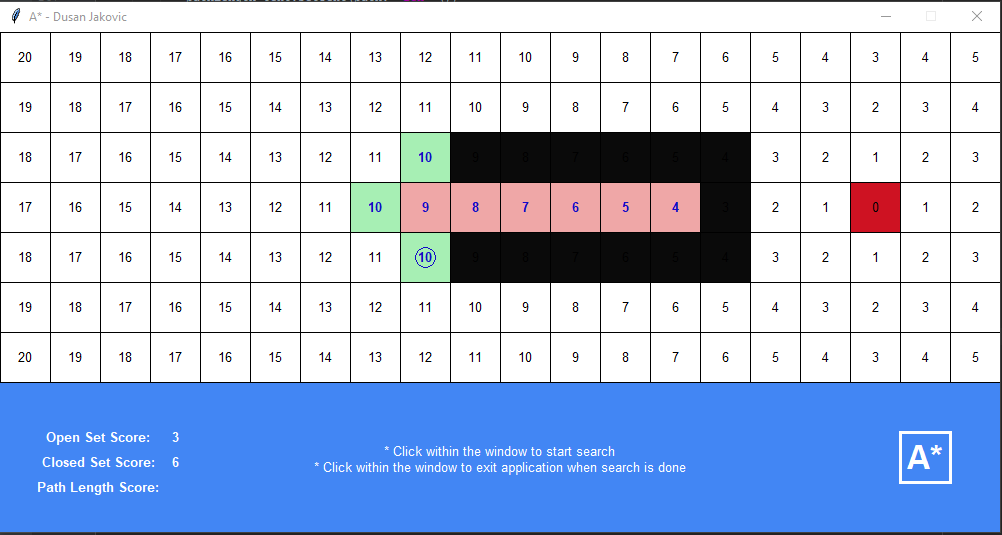 A* - Dusan Jakovic
20 19 18 17 16 15 14 13 12 11 10 9 8 7 6 5 4 3 4 5
19 18 17 16 15 14 13 12 11 10 9 8 7 6 5 4 3 2 3 4
18 17 16 15 14 13 12 11 10 9 8 7 6 5 4 3 2 1 2 3
17 16 15 14 13 12 11 10 9 8 7 6 5 4 3 2 1 0 1 2
18 17 16 15 14 13 12 11 10 9 8 7 6 5 4 3 2 1 2 3
19 18 17 16 15 14 13 12 11 10 9 8 7 6 5 4 3 2 3 4
20 19 18 17 16 15 14 13 12 11 10 9 8 7 6 5 4 3 4 5
Open Set Score: 3
Closed Set Score: 6
Path Length Score:
* Click within the window to start search
* Click within the window to exit application when search is done
A*